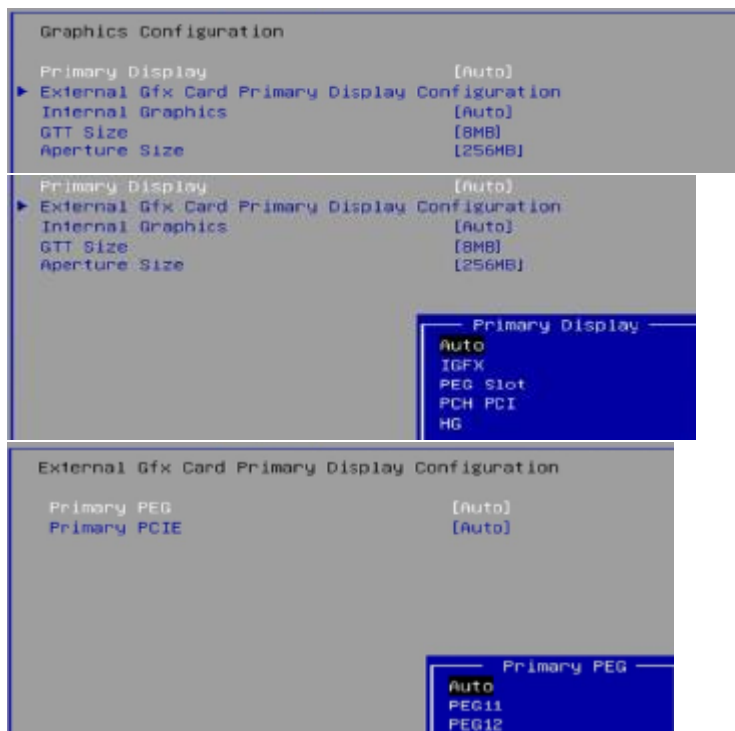 Graphics Configuration
Primary Display [Auto]
External Gfx Card Primary Display Configuration
Internal Graphics [Auto]
GTT Size [8MB]
Aperture Size [256MB]
Primary Display [Auto]
External Gfx Card Primary Display Configuration
Internal Graphics [Auto]
GTT Size [8MB]
Aperture Size [256MB]
Primary Display
Auto
IGFX
PEG Slot
PCH PCI
HG
External Gfx Card Primary Display Configuration
Primary PEG [Auto]
Primary PCIE [Auto]
Primary PEG
Auto
PEG11
PEG12